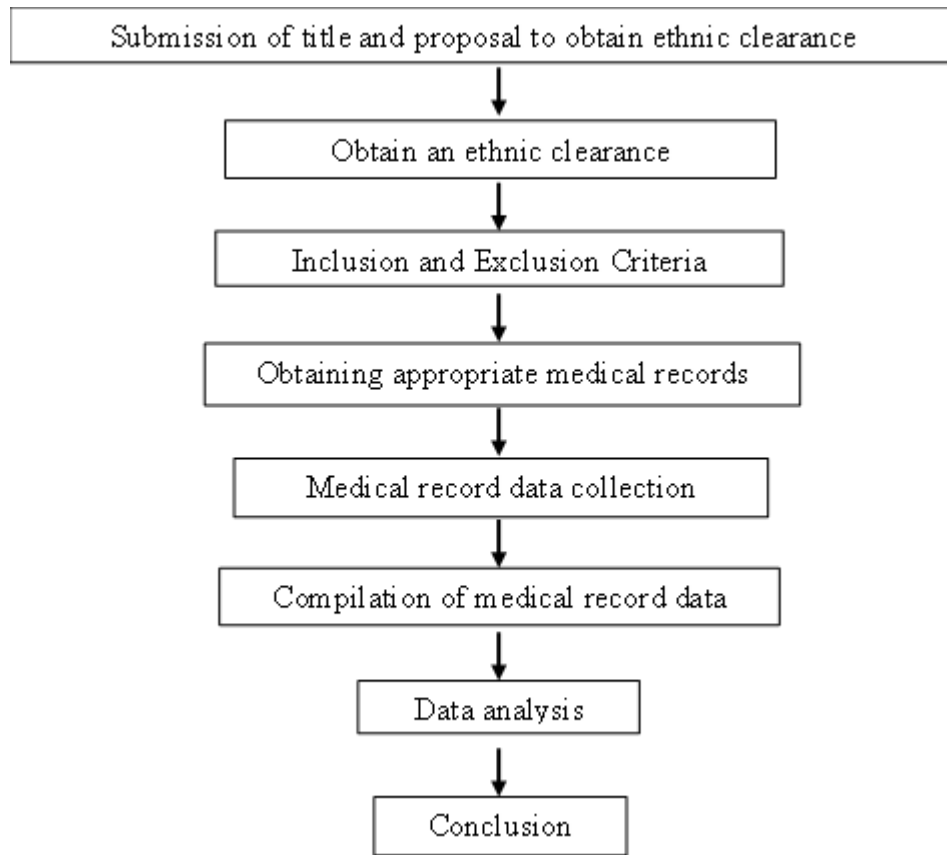 Submission of title and proposal to obtain ethnic clearance
Obtain an ethnic clearance
Inclusion and Exclusion Criteria
Obtaining appropriate medical records
Medical record data collection
Compilation of medical record data
Data analysis
Conclusion